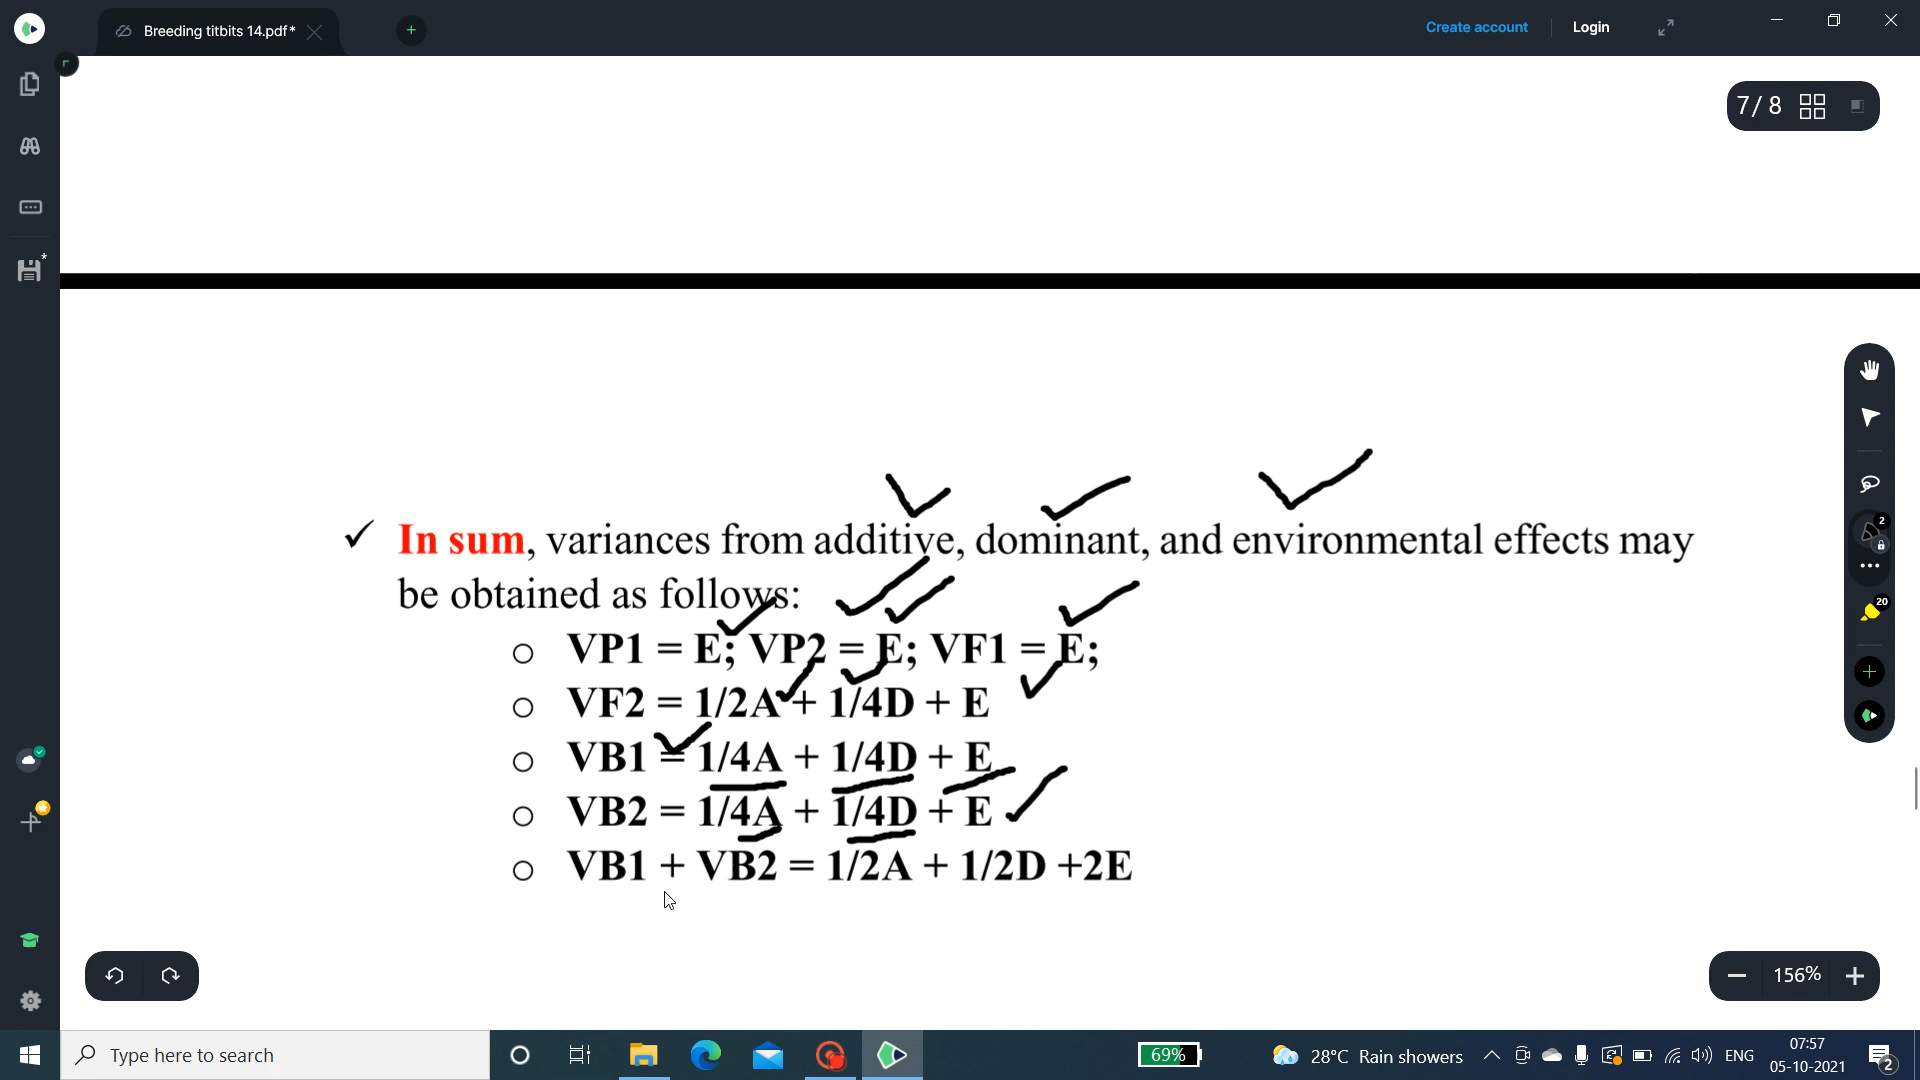 Breeding titbits 14.pdf*
Create account
Login
7/ 8
✓ In sum, variances from additive, dominant, and environmental effects may
be obtained as follows:
o VP1 = E; VP2 = E; VF1 = E;
o VF2 = 1/2A + 1/4D + E
o VB1 = 1/4A + 1/4D + E
o VB2 = 1/4A + 1/4D + E
o VB1 + VB2 = 1/2A + 1/2D +2E
2
20
156%
Type here to search
69%
28°C Rain showers
ENG
07:57
05-10-2021
2